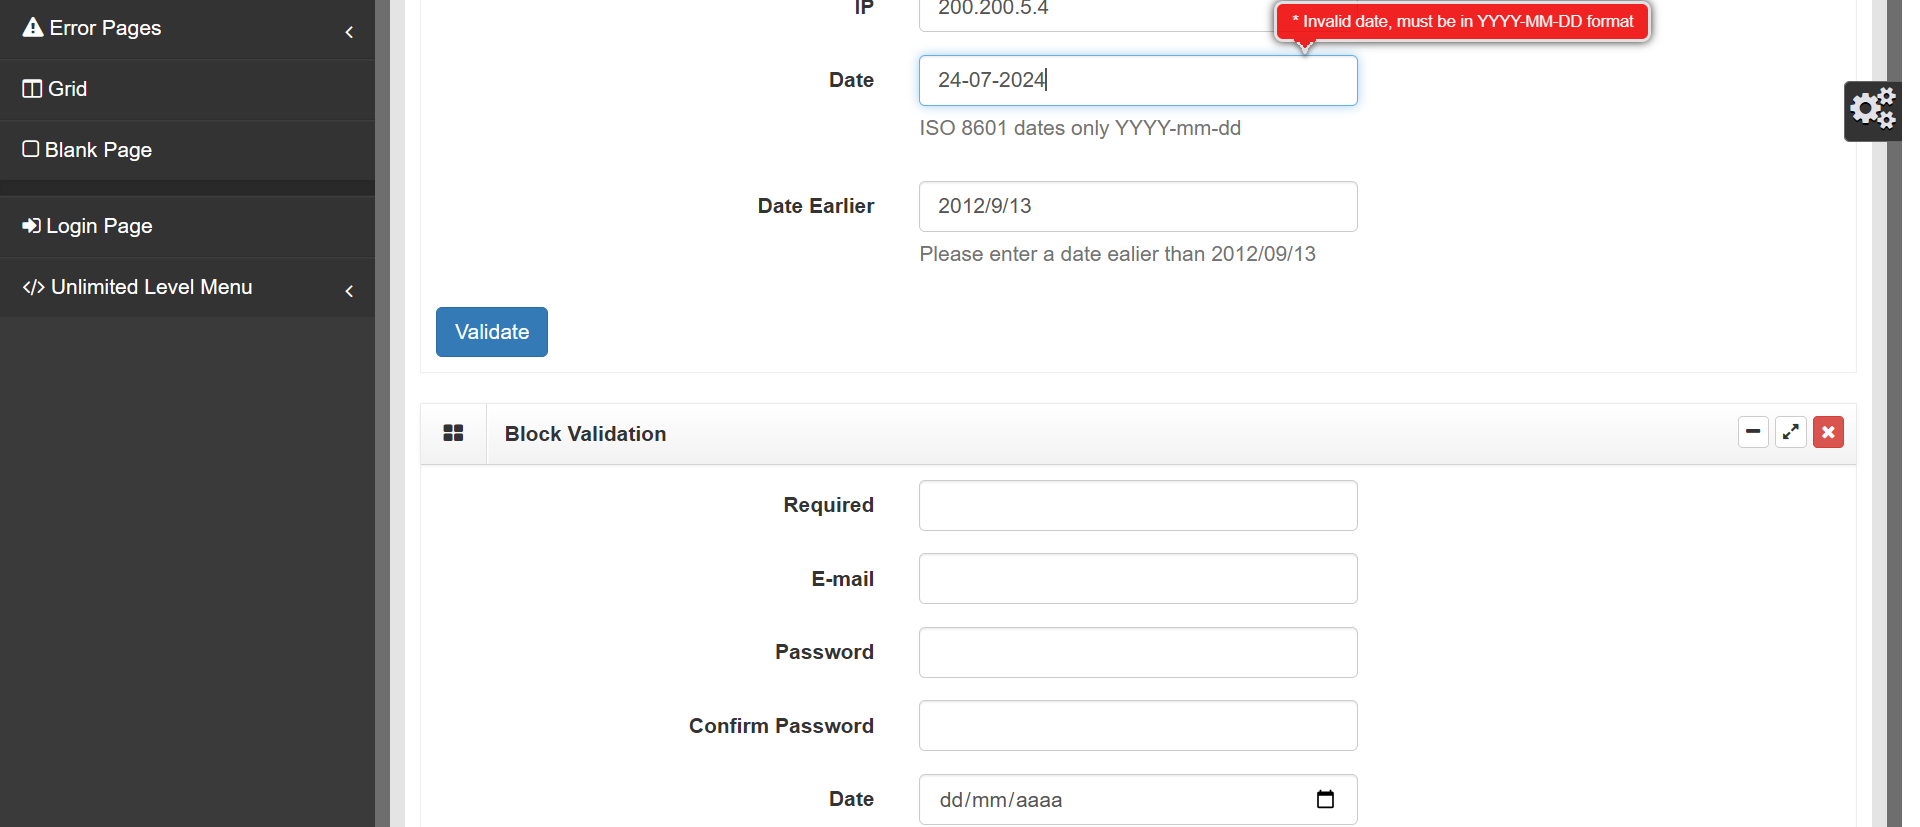 Error Pages
Grid
Blank Page
Login Page
Unlimited Level Menu
IP
200.200.5.4
* Invalid date, must be in YYYY-MM-DD format
Date
24-07-2024
ISO 8601 dates only YYYY-mm-dd
Date Earlier
2012/9/13
Please enter a date ealier than 2012/09/13
Validate
Block Validation
Required
E-mail
Password
Confirm Password
Date
dd/mm/aaaa